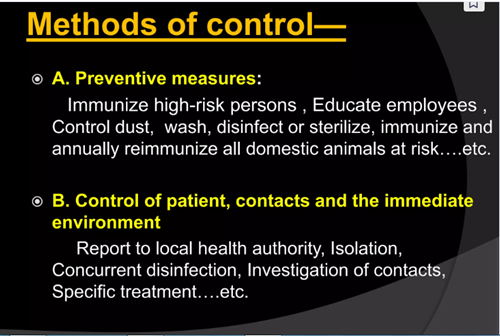 Methods of control—
A. Preventive measures:
Immunize high-risk persons , Educate employees ,
Control dust, wash, disinfect or sterilize, immunize and
annually reimmunize all domestic animals at risk….etc.
B. Control of patient, contacts and the immediate
environment
Report to local health authority, Isolation,
Concurrent disinfection, Investigation of contacts,
Specific treatment….etc.